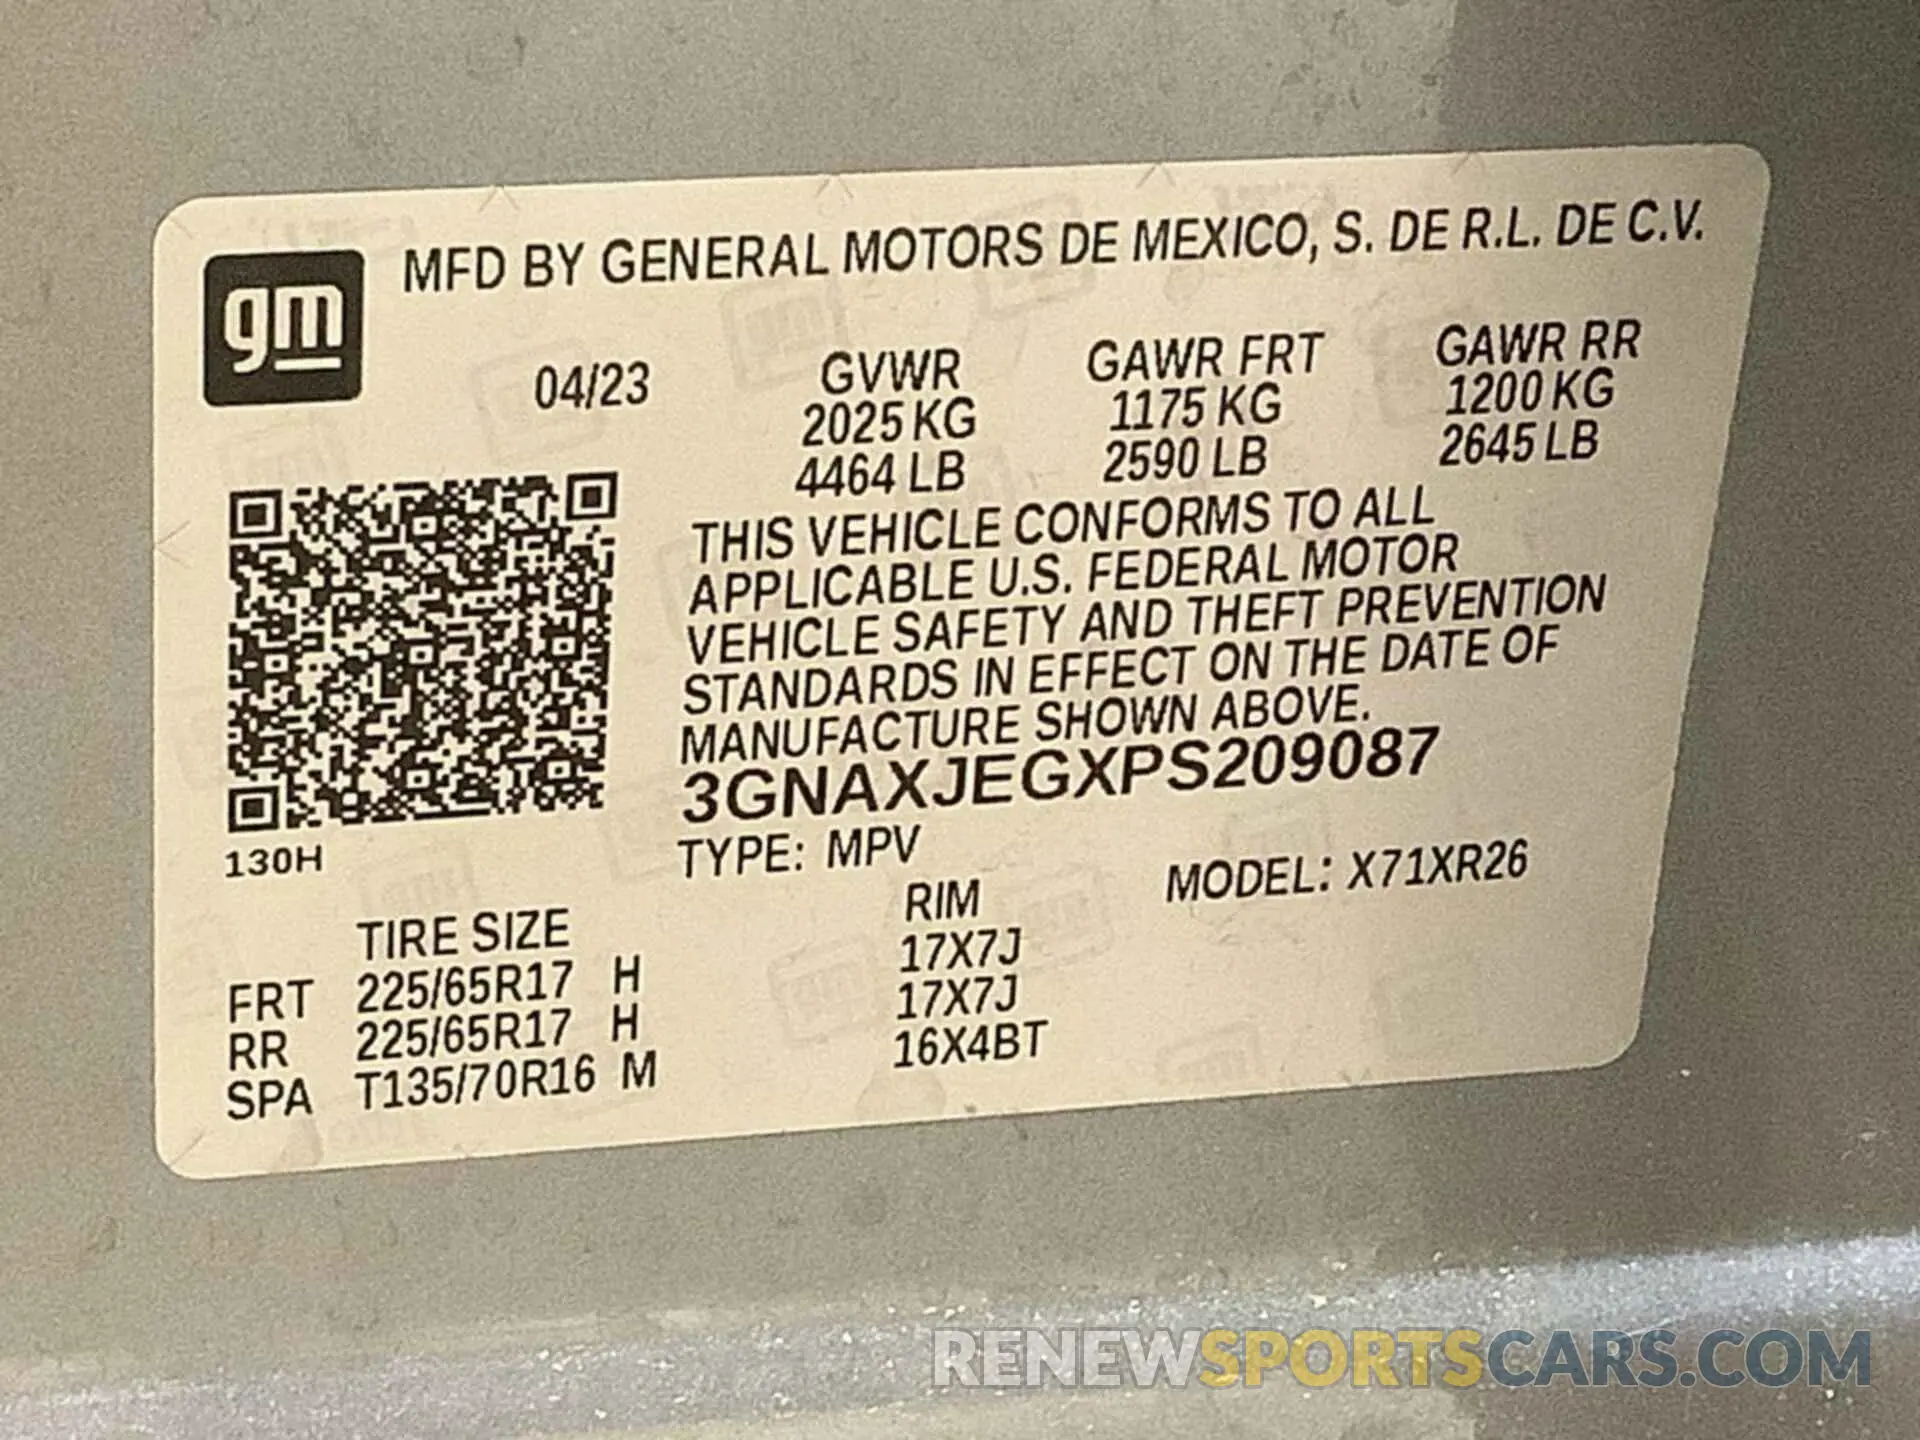 gm
MFD BY GENERAL MOTORS DE MEXICO, S. DE R.L. DE C.V.
04/23
GVWR GAWR FRT GAWR RR
2025 KG 1175 KG 1200 KG
4464 LB 2590 LB 2645 LB
THIS VEHICLE CONFORMS TO ALL
APPLICABLE U.S. FEDERAL MOTOR
VEHICLE SAFETY AND THEFT PREVENTION
STANDARDS IN EFFECT ON THE DATE OF
MANUFACTURE SHOWN ABOVE.
3GNAXJEGXPS209087
130H
TYPE: MPV MODEL: X71XR26
TIRE SIZE RIM
FRT 225/65R17 H 17X7J
RR 225/65R17 H 17X7J
SPA T135/70R16 M 16X4BT
RENEWSPORTSCARS.COM